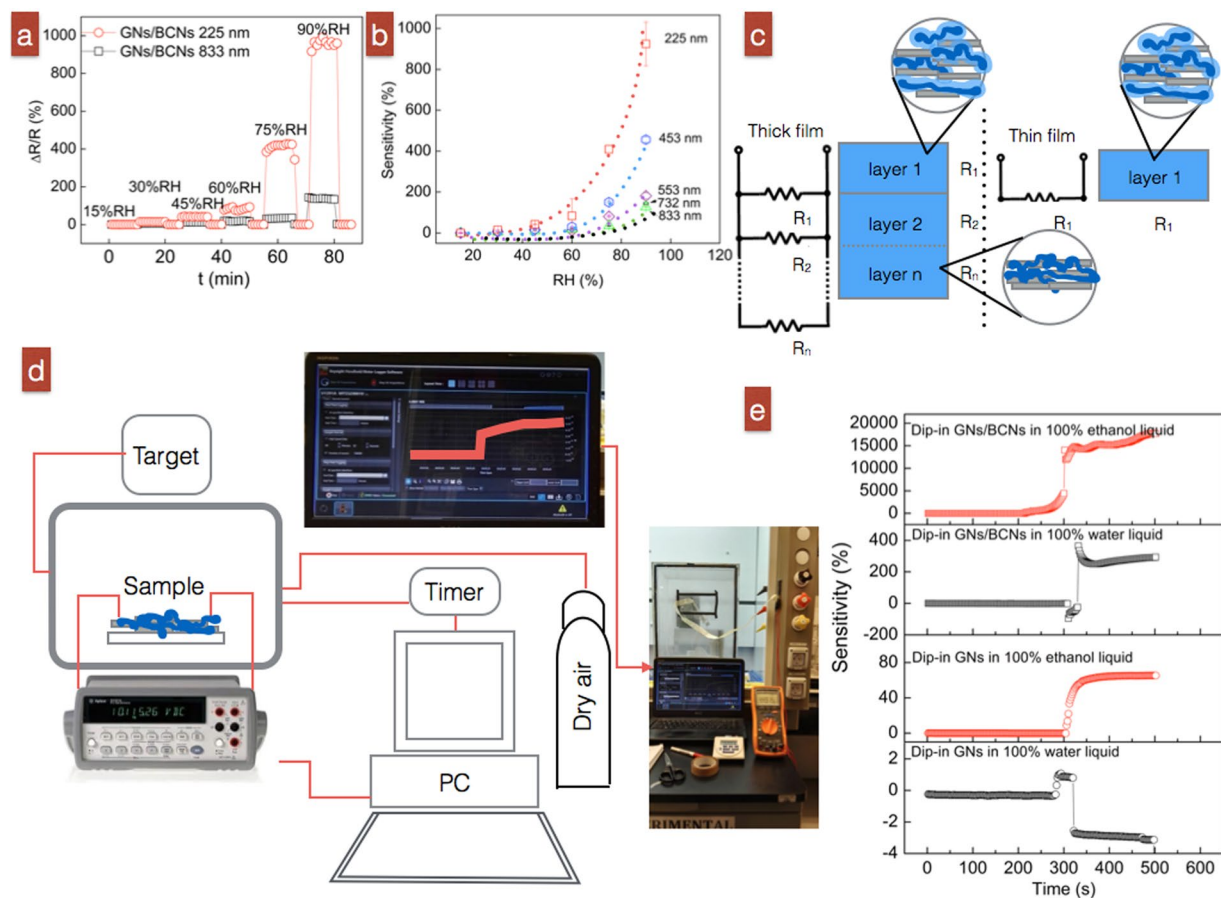 a
GNs/BCNs 225 nm
GNs/BCNs 833 nm
90%RH
75%RH
60%RH
45%RH
30%RH
15%RH
ΔR/R (%)
1000
800
600
400
200
0
0 10 20 30 40 50 60 70 80 90
t (min)
b
225 nm
453 nm
553 nm
732 nm
833 nm
Sensitivity (%)
1000
800
600
400
200
0
20 40 60 80 100 120
RH (%)
c
Thick film
Thin film
layer 1
layer 2
layer n
R1
R2
Rn
R1
R2
Rn
R1
layer 1
R1
d
Target
Sample
Timer
PC
Dry air
RIMENTAL
e
Dip-in GNs/BCNs in 100% ethanol liquid
20000
15000
10000
5000
0
Dip-in GNs/BCNs in 100% water liquid
400
200
0
-200
Dip-in GNs in 100% ethanol liquid
80
40
0
Dip-in GNs in 100% water liquid
2
0
-2
-4
Sensitivity (%)
0 100 200 300 400 500 600
Time (s)